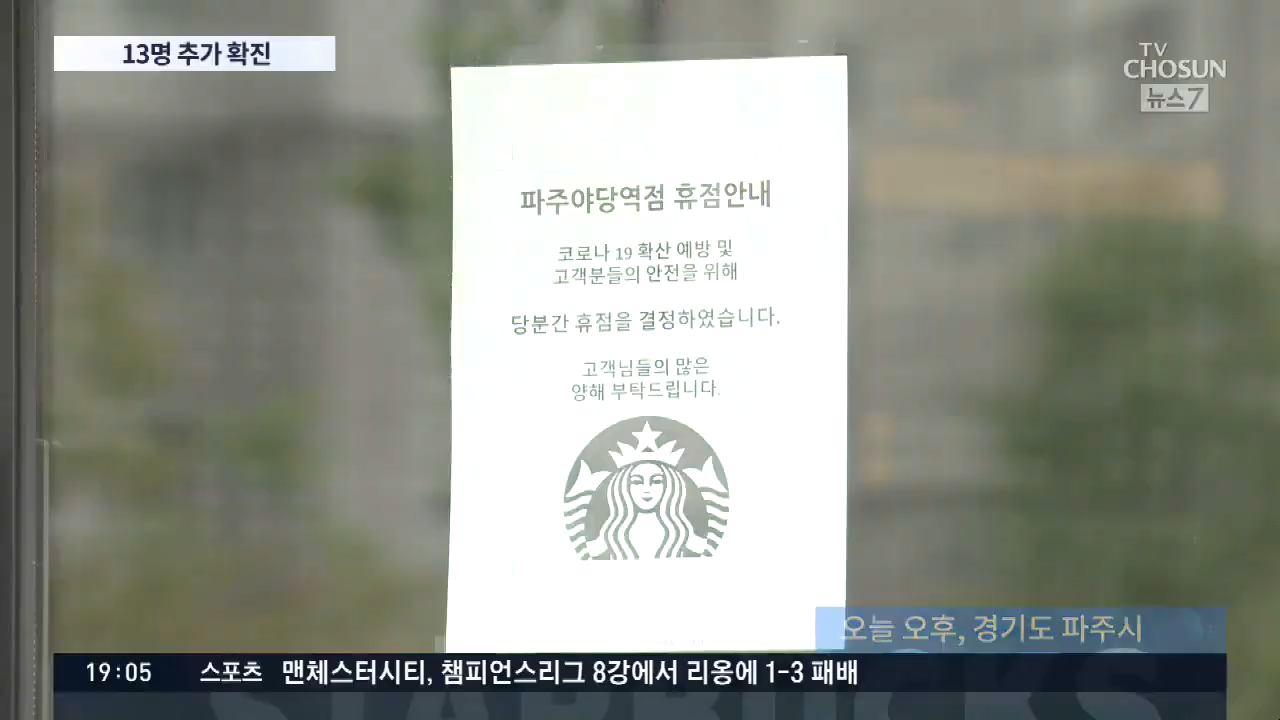 13명 추가 확진
TV
CHOSUN
뉴스7
파주야당역점 휴점안내
코로나 19 확산 예방 및
고객분들의 안전을 위해
당분간 휴점을 결정하였습니다.
고객님들의 많은
양해 부탁드립니다.
오늘 오후, 경기도 파주시
19:05 스포츠 맨체스터시티, 챔피언스리그 8강에서 리옹에 1-3 패배
STARBUCKS